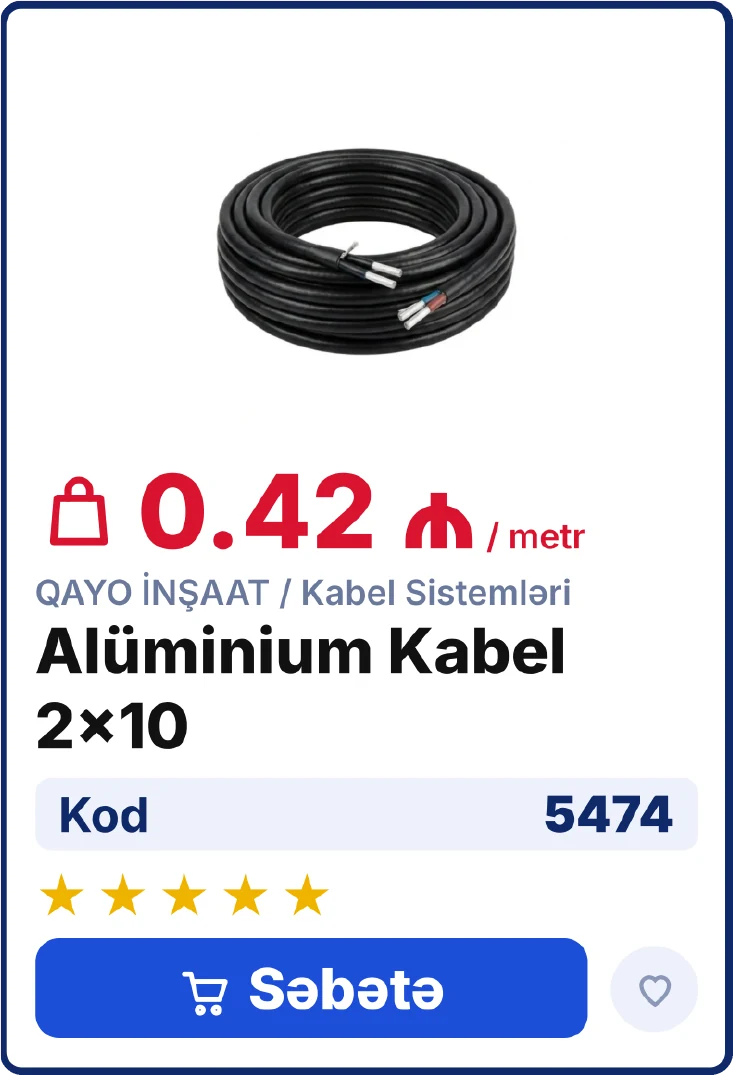 0.42 ₼ / metr
QAYO İNŞAAT / Kabel Sistemləri
Alüminium Kabel
2×10
Kod 5474
Səbətə